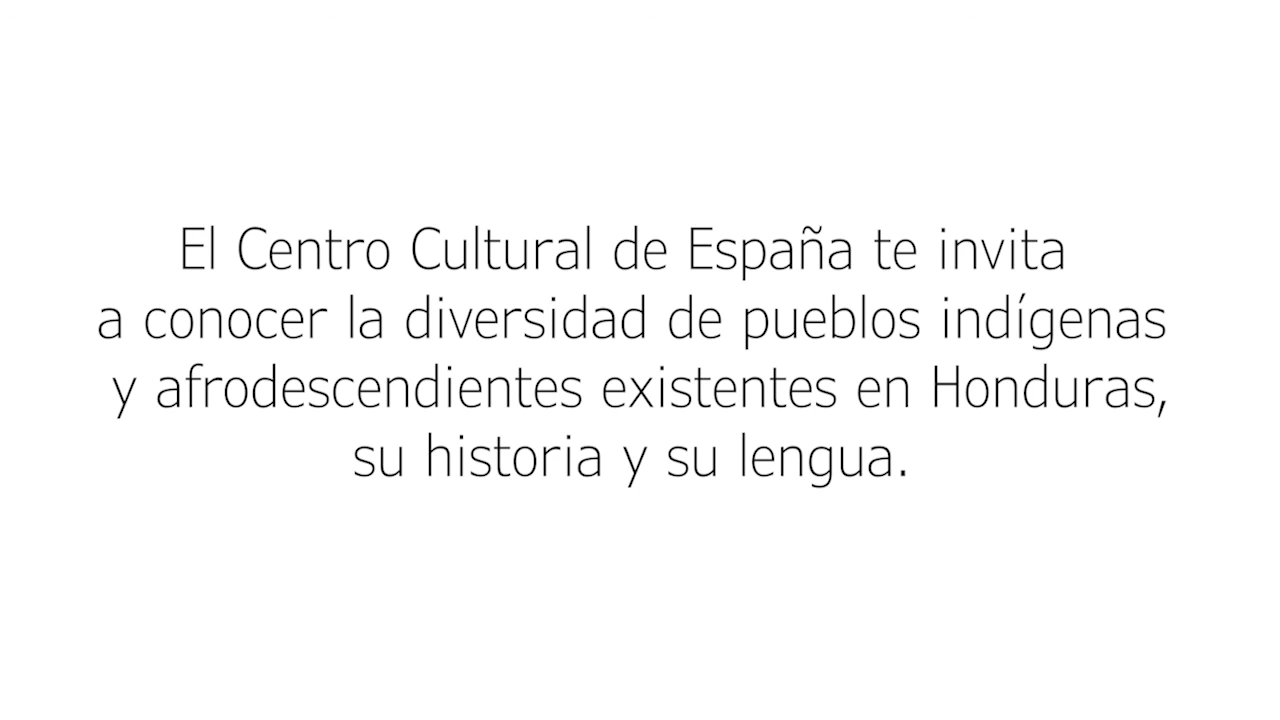 El Centro Cultural de España te invita
a conocer la diversidad de pueblos indígenas
y afrodescendientes existentes en Honduras,
su historia y su lengua.